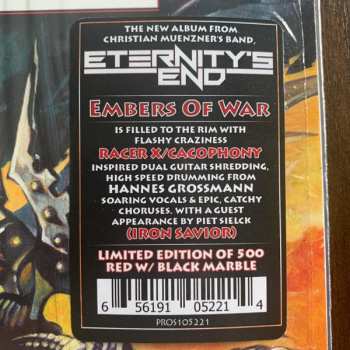 THE NEW ALBUM FROM
CHRISTIAN MUENZNER'S BAND,
ETERNITY'S
END
EMBERS OF WAR
IS FILLED TO THE RIM WITH
FLASHY CRAZINESS
RACER X/CACOPHONY
INSPIRED DUAL GUITAR SHREDDING,
HIGH SPEED DRUMMING FROM
HANNES GROSSMANN
SOARING VOCALS & EPIC, CATCHY
CHORUSES, WITH A GUEST
APPEARANCE BY PIET SIELCK
(IRON SAVIOR)
LIMITED EDITION OF 500
RED W/ BLACK MARBLE
6 56191 05221 4
PROS105221